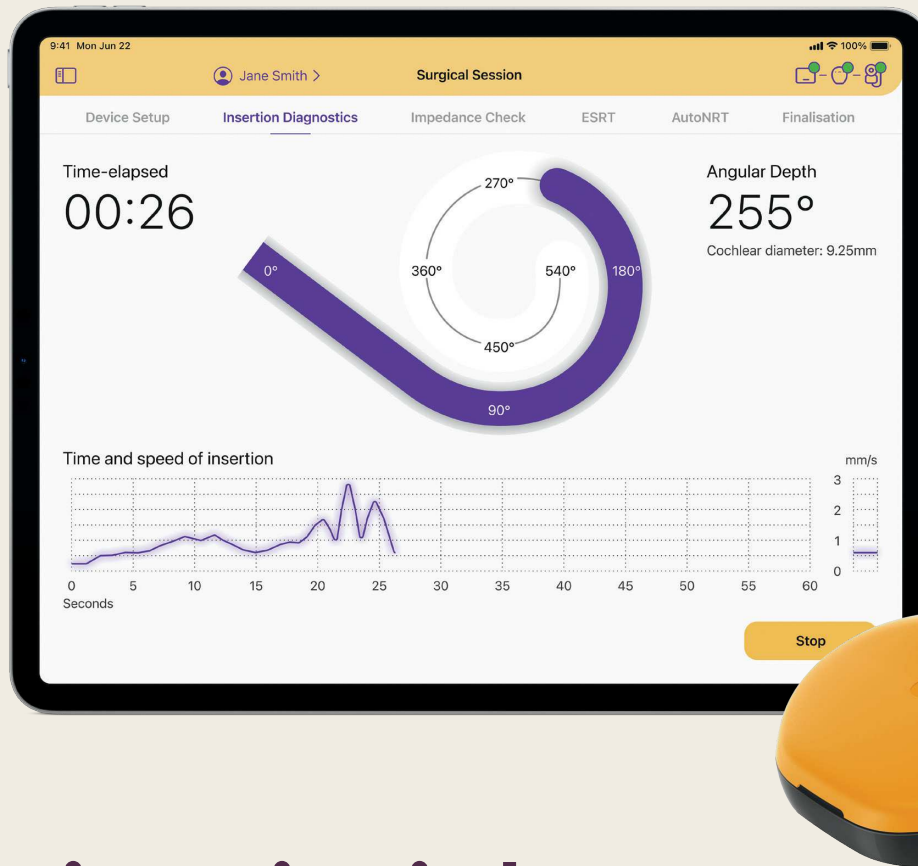 9:41 Mon Jun 22
100%
Jane Smith >
Surgical Session
Device Setup
Insertion Diagnostics
Impedance Check
ESRT
AutoNRT
Finalisation
Time-elapsed
00:26
Angular Depth
255°
Cochlear diameter: 9.25mm
0°
90°
180°
270°
360°
450°
540°
Time and speed of insertion
mm/s
3
2
1
0
0 5 10 15 20 25 30 35 40 45 50 55 60
Seconds
Stop